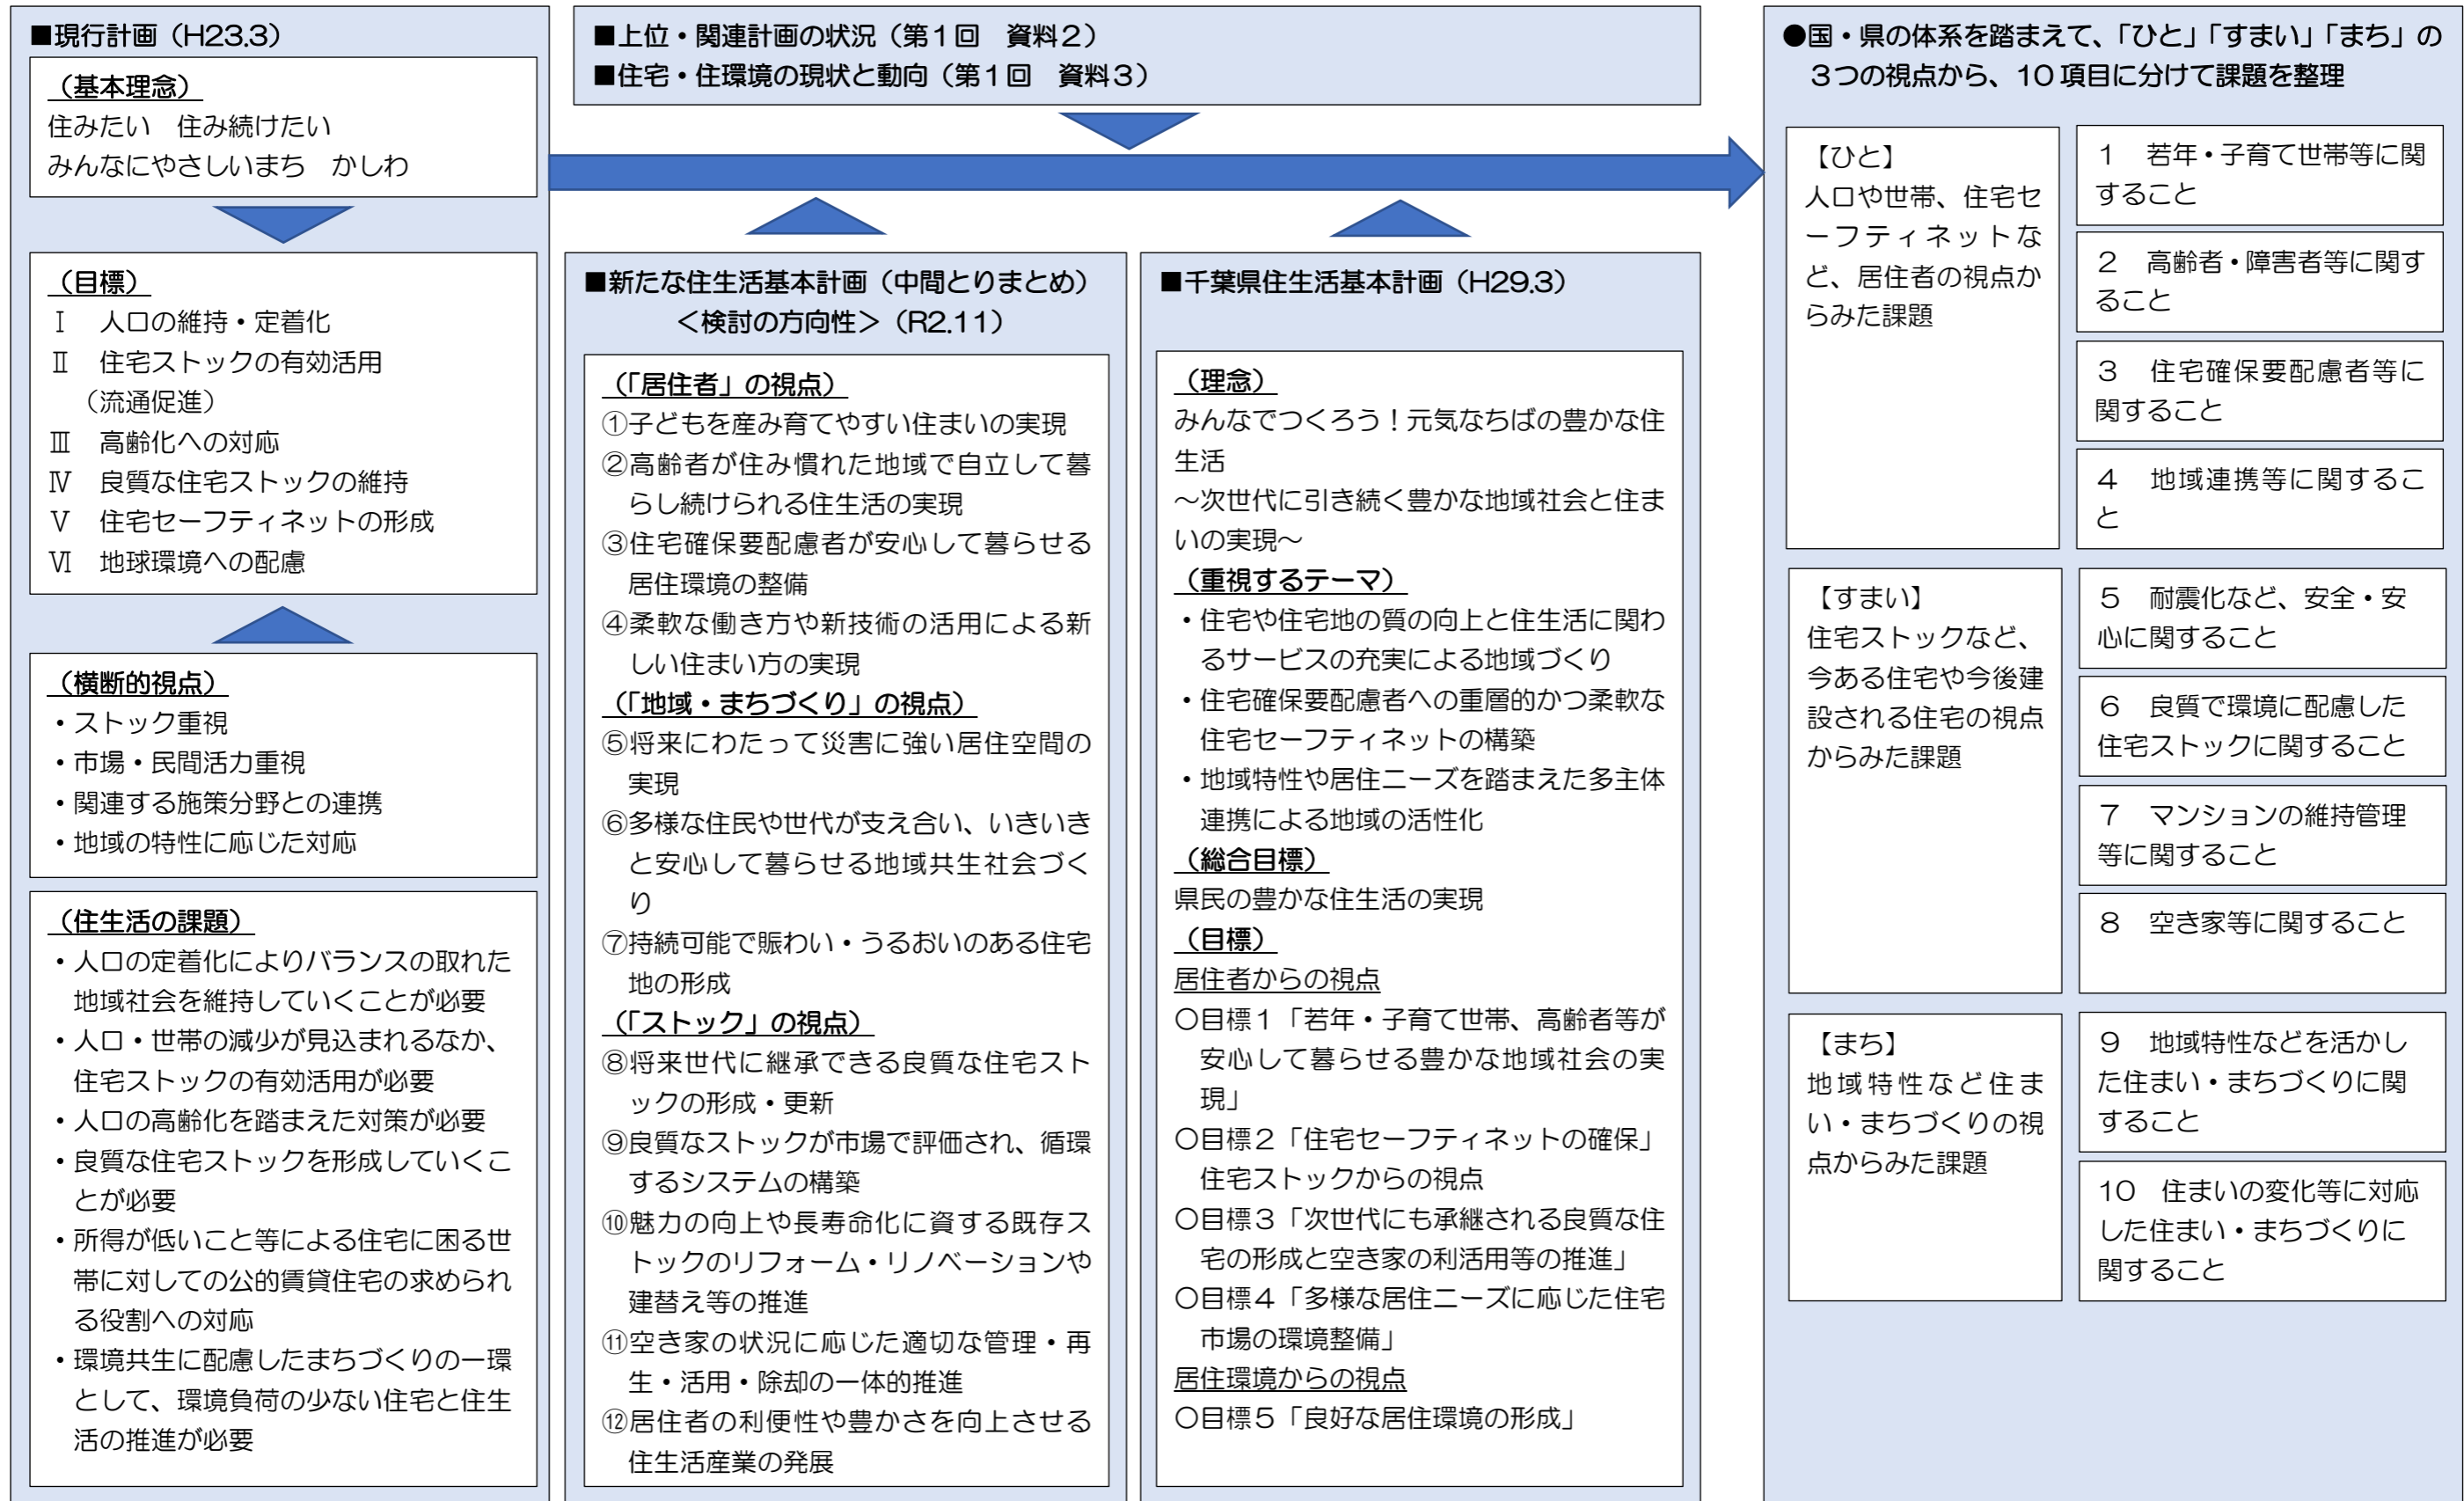 ■現行計画（H23.3）
（基本理念）
住みたい　住み続けたい
みんなにやさしいまち　かしわ
（目標）
Ⅰ　人口の維持・定着化
Ⅱ　住宅ストックの有効活用
（流通促進）
Ⅲ　高齢化への対応
Ⅳ　良質な住宅ストックの維持
Ⅴ　住宅セーフティネットの形成
Ⅵ　地球環境への配慮
（横断的視点）
・ストック重視
・市場・民間活力重視
・関連する施策分野との連携
・地域の特性に応じた対応
（住生活の課題）
・人口の定着化によりバランスの取れた
地域社会を維持していくことが必要
・人口・世帯の減少が見込まれるなか、
住宅ストックの有効活用が必要
・人口の高齢化を踏まえた対策が必要
・良質な住宅ストックを形成していくこ
とが必要
・所得が低いこと等による住宅に困る世
帯に対しての公的賃貸住宅の求められ
る役割への対応
・環境共生に配慮したまちづくりの一環
として、環境負荷の少ない住宅と住生
活の推進が必要
■上位・関連計画の状況（第１回　資料２）
■住宅・住環境の現状と動向（第１回　資料３）
■新たな住生活基本計画（中間とりまとめ）
＜検討の方向性＞（R2.11）
（「居住者」の視点）
①子どもを産み育てやすい住まいの実現
②高齢者が住み慣れた地域で自立して暮
らし続けられる住生活の実現
③住宅確保要配慮者が安心して暮らせる
居住環境の整備
④柔軟な働き方や新技術の活用による新
しい住まい方の実現
（「地域・まちづくり」の視点）
⑤将来にわたって災害に強い居住空間の
実現
⑥多様な住民や世代が支え合い、いきいき
と安心して暮らせる地域共生社会づく
り
⑦持続可能で賑わい・うるおいのある住宅
地の形成
（「ストック」の視点）
⑧将来世代に継承できる良質な住宅スト
ックの形成・更新
⑨良質なストックが市場で評価され、循環
するシステムの構築
⑩魅力の向上や長寿命化に資する既存ス
トックのリフォーム・リノベーションや
建替え等の推進
⑪空き家の状況に応じた適切な管理・再
生・活用・除却の一体的推進
⑫居住者の利便性や豊かさを向上させる
住生活産業の発展
■千葉県住生活基本計画（H29.3）
（理念）
みんなでつくろう！元気なちばの豊かな住
生活
～次世代に引き続く豊かな地域社会と住ま
いの実現～
（重視するテーマ）
・住宅や住宅地の質の向上と住生活に関わ
るサービスの充実による地域づくり
・住宅確保要配慮者への重層的かつ柔軟な
住宅セーフティネットの構築
・地域特性や居住ニーズを踏まえた多主体
連携による地域の活性化
（総合目標）
県民の豊かな住生活の実現
（目標）
居住者からの視点
〇目標１「若年・子育て世帯、高齢者等が
安心して暮らせる豊かな地域社会の実
現」
〇目標２「住宅セーフティネットの確保」
住宅ストックからの視点
〇目標３「次世代にも承継される良質な住
宅の形成と空き家の利活用等の推進」
〇目標４「多様な居住ニーズに応じた住宅
市場の環境整備」
居住環境からの視点
〇目標５「良好な居住環境の形成」
●国・県の体系を踏まえて、「ひと」「すまい」「まち」の
３つの視点から、10 項目に分けて課題を整理
【ひと】
人口や世帯、住宅セ
ーフティネットな
ど、居住者の視点か
らみた課題
１　若年・子育て世帯等に関
すること
２　高齢者・障害者等に関す
ること
３　住宅確保要配慮者等に
関すること
４　地域連携等に関するこ
と
【すまい】
住宅ストックなど、
今ある住宅や今後建
設される住宅の視点
からみた課題
５　耐震化など、安全・安
心に関すること
６　良質で環境に配慮した
住宅ストックに関すること
７　マンションの維持管理
等に関すること
８　空き家等に関すること
【まち】
地域特性など住ま
い・まちづくりの視
点からみた課題
９　地域特性などを活かし
た住まい・まちづくりに関
すること
10　住まいの変化等に対応
した住まい・まちづくりに
関すること